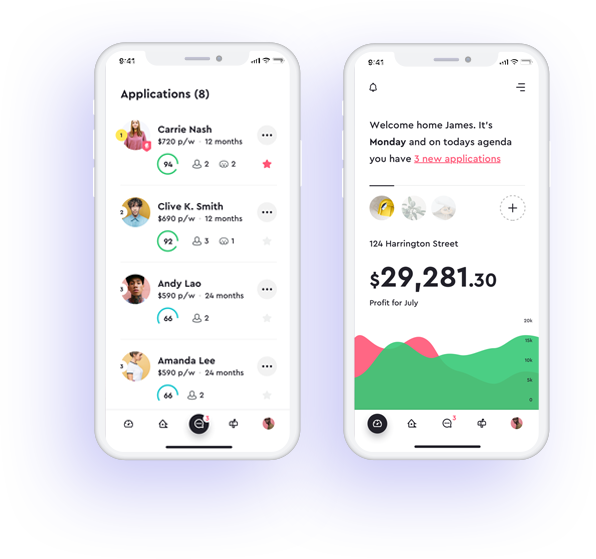 9:41
Applications (8)
1
Carrie Nash
$720 p/w · 12 months
94 2 2
2
Clive K. Smith
$690 p/w · 12 months
92 3 1
3
Andy Lao
$590 p/w · 24 months
66 2
3
Amanda Lee
$590 p/w · 24 months
66 2
3
9:41
Welcome home James. It's
Monday and on todays agenda
you have 3 new applications
124 Harrington Street
$29,281.30
Profit for July
20k
15k
10k
5k
0
3